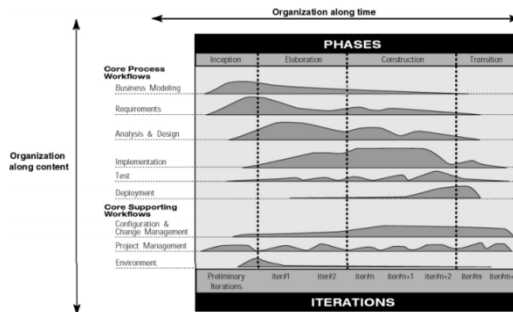 Organization along time
PHASES
Inception
Elaboration
Construction
Transition
Core Process
Workflows
Business Modeling
Requirements
Analysis & Design
Implementation
Test
Deployment
Core Supporting
Workflows
Configuration &
Change Management
Project Management
Environment
Organization
along content
Preliminary
Iterations
iter#1
iter#2
iter#n
iter#n+1
iter#n+2
iter#m
ITERATIONS